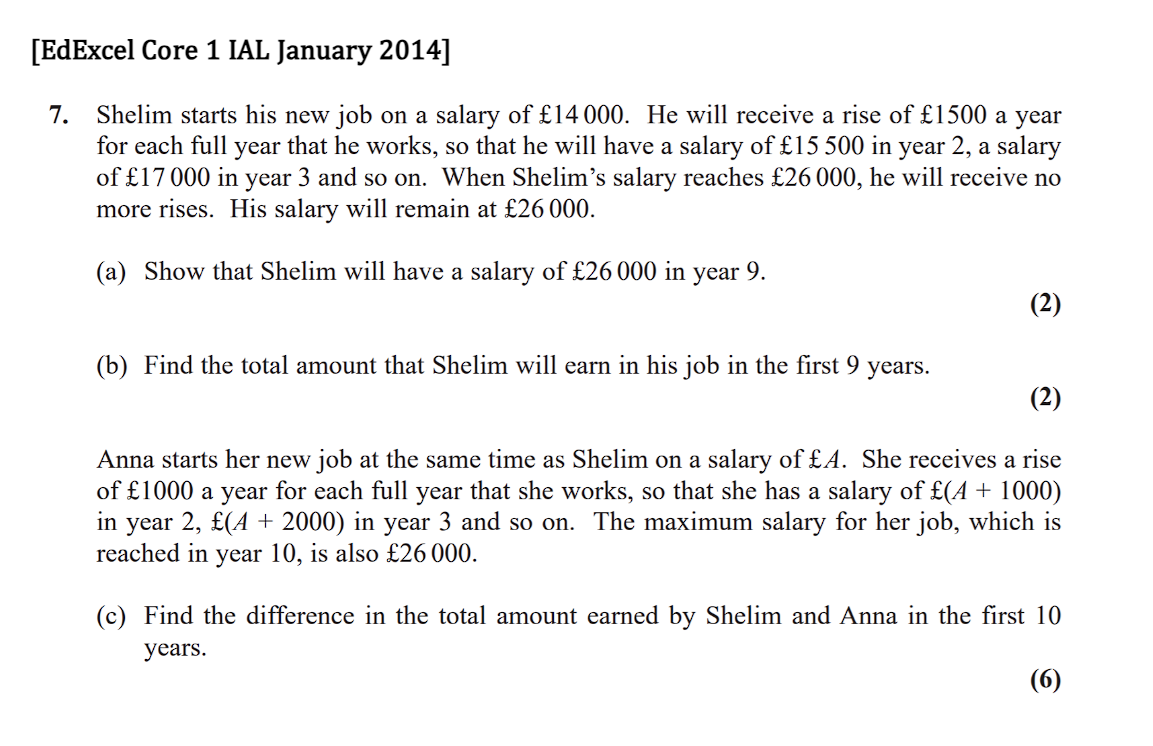 [EdExcel Core 1 IAL January 2014]
7. Shelim starts his new job on a salary of £14 000. He will receive a rise of £1500 a year
for each full year that he works, so that he will have a salary of £15 500 in year 2, a salary
of £17 000 in year 3 and so on. When Shelim’s salary reaches £26 000, he will receive no
more rises. His salary will remain at £26 000.
(a) Show that Shelim will have a salary of £26 000 in year 9.
(2)
(b) Find the total amount that Shelim will earn in his job in the first 9 years.
(2)
Anna starts her new job at the same time as Shelim on a salary of £A. She receives a rise
of £1000 a year for each full year that she works, so that she has a salary of £(A + 1000)
in year 2, £(A + 2000) in year 3 and so on. The maximum salary for her job, which is
reached in year 10, is also £26 000.
(c) Find the difference in the total amount earned by Shelim and Anna in the first 10
years.
(6)